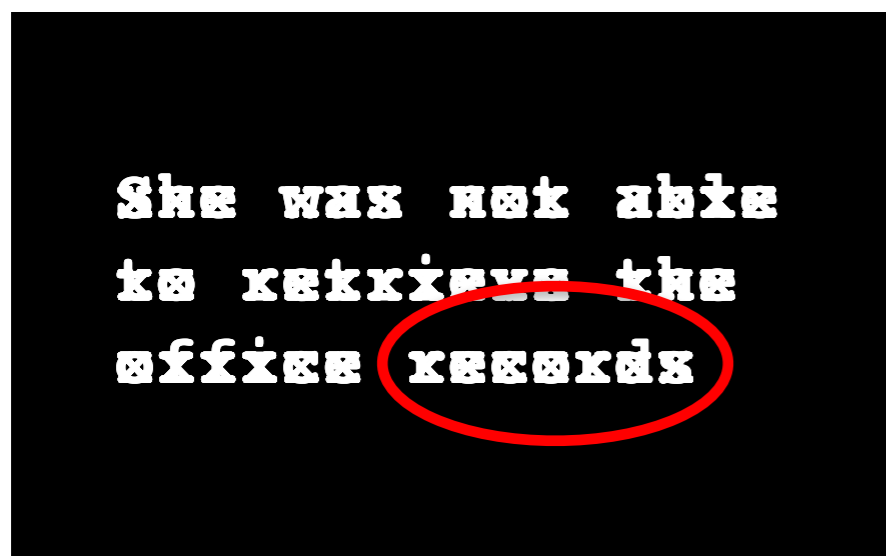 She was not able
to retrieve the
office records